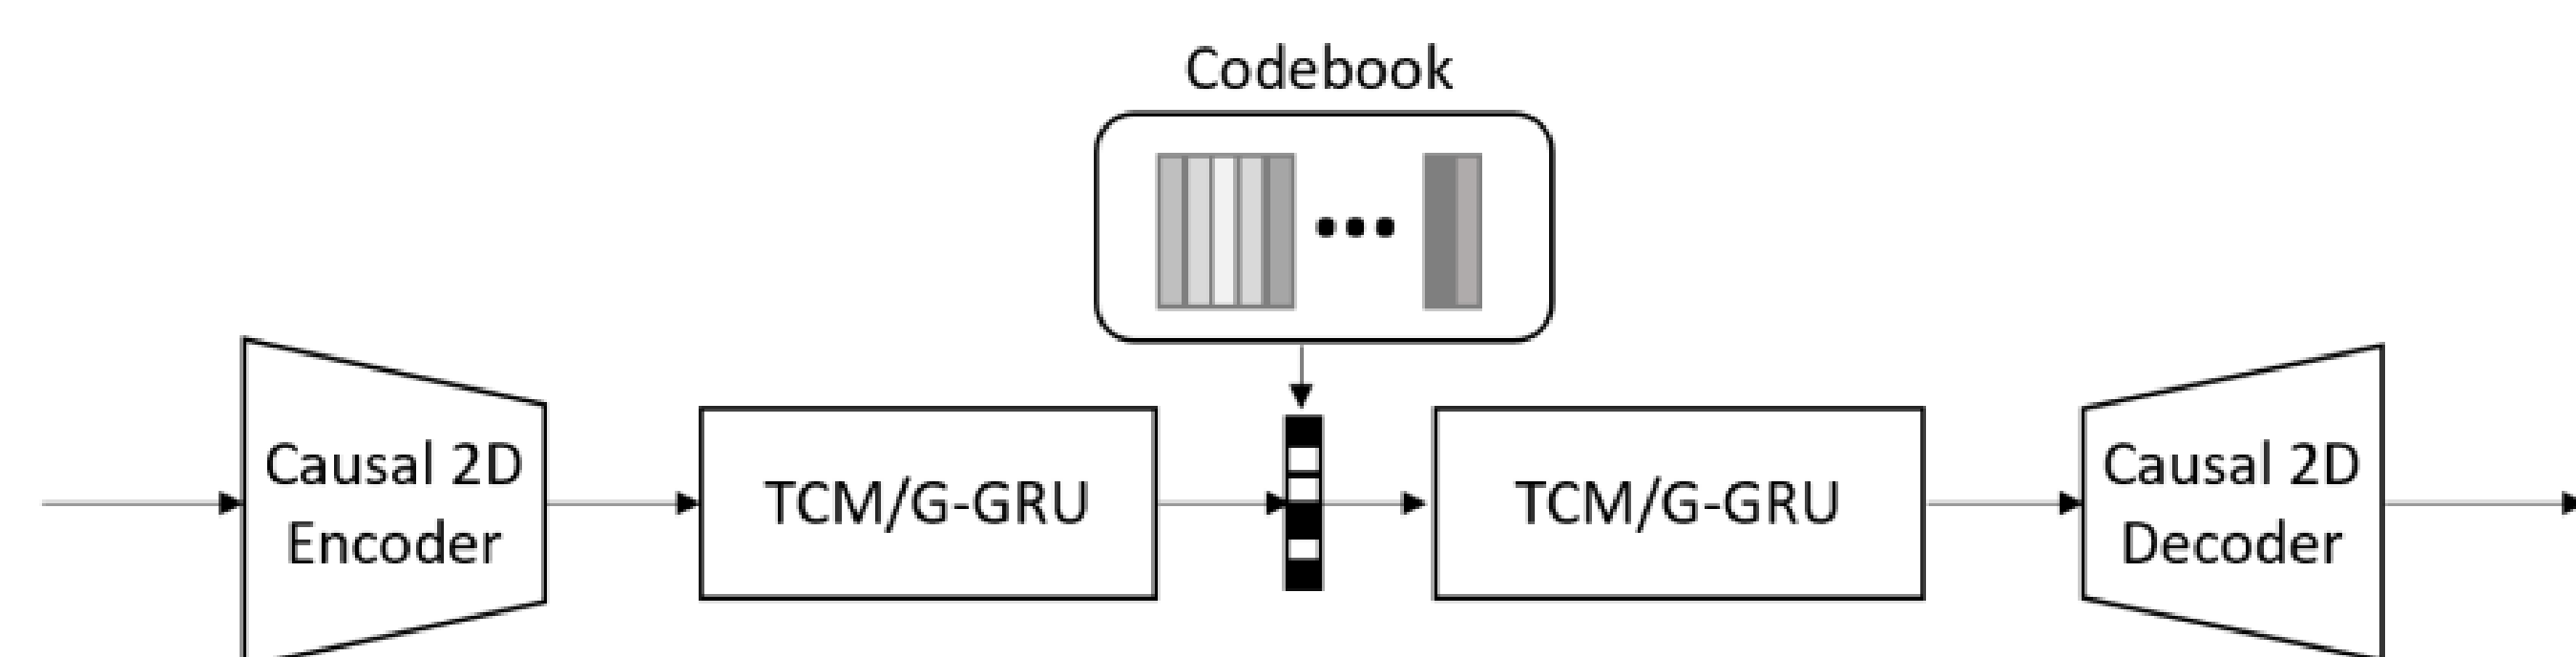 Codebook
Causal 2D
Encoder
TCM/G-GRU
TCM/G-GRU
Causal 2D
Decoder